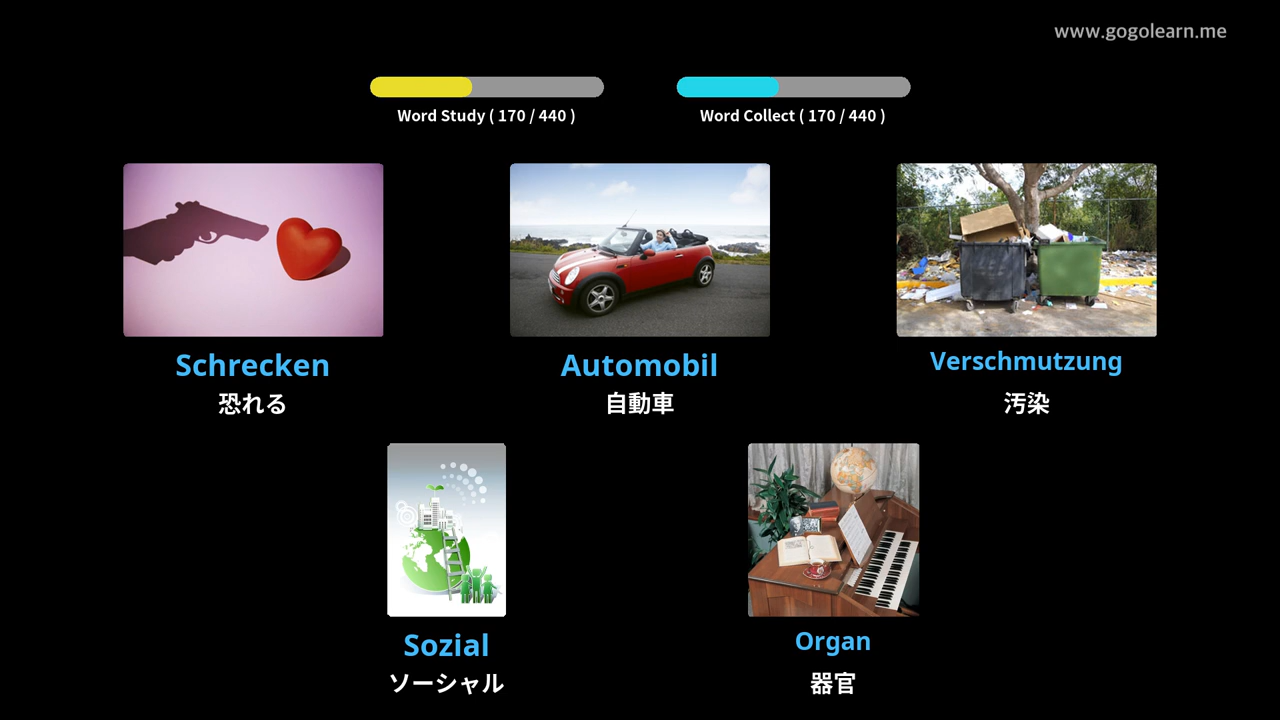 www.gogolearn.me
Word Study ( 170 / 440 )
Word Collect ( 170 / 440 )
Schrecken
恐れる
Automobil
自動車
Verschmutzung
汚染
Sozial
ソーシャル
Organ
器官